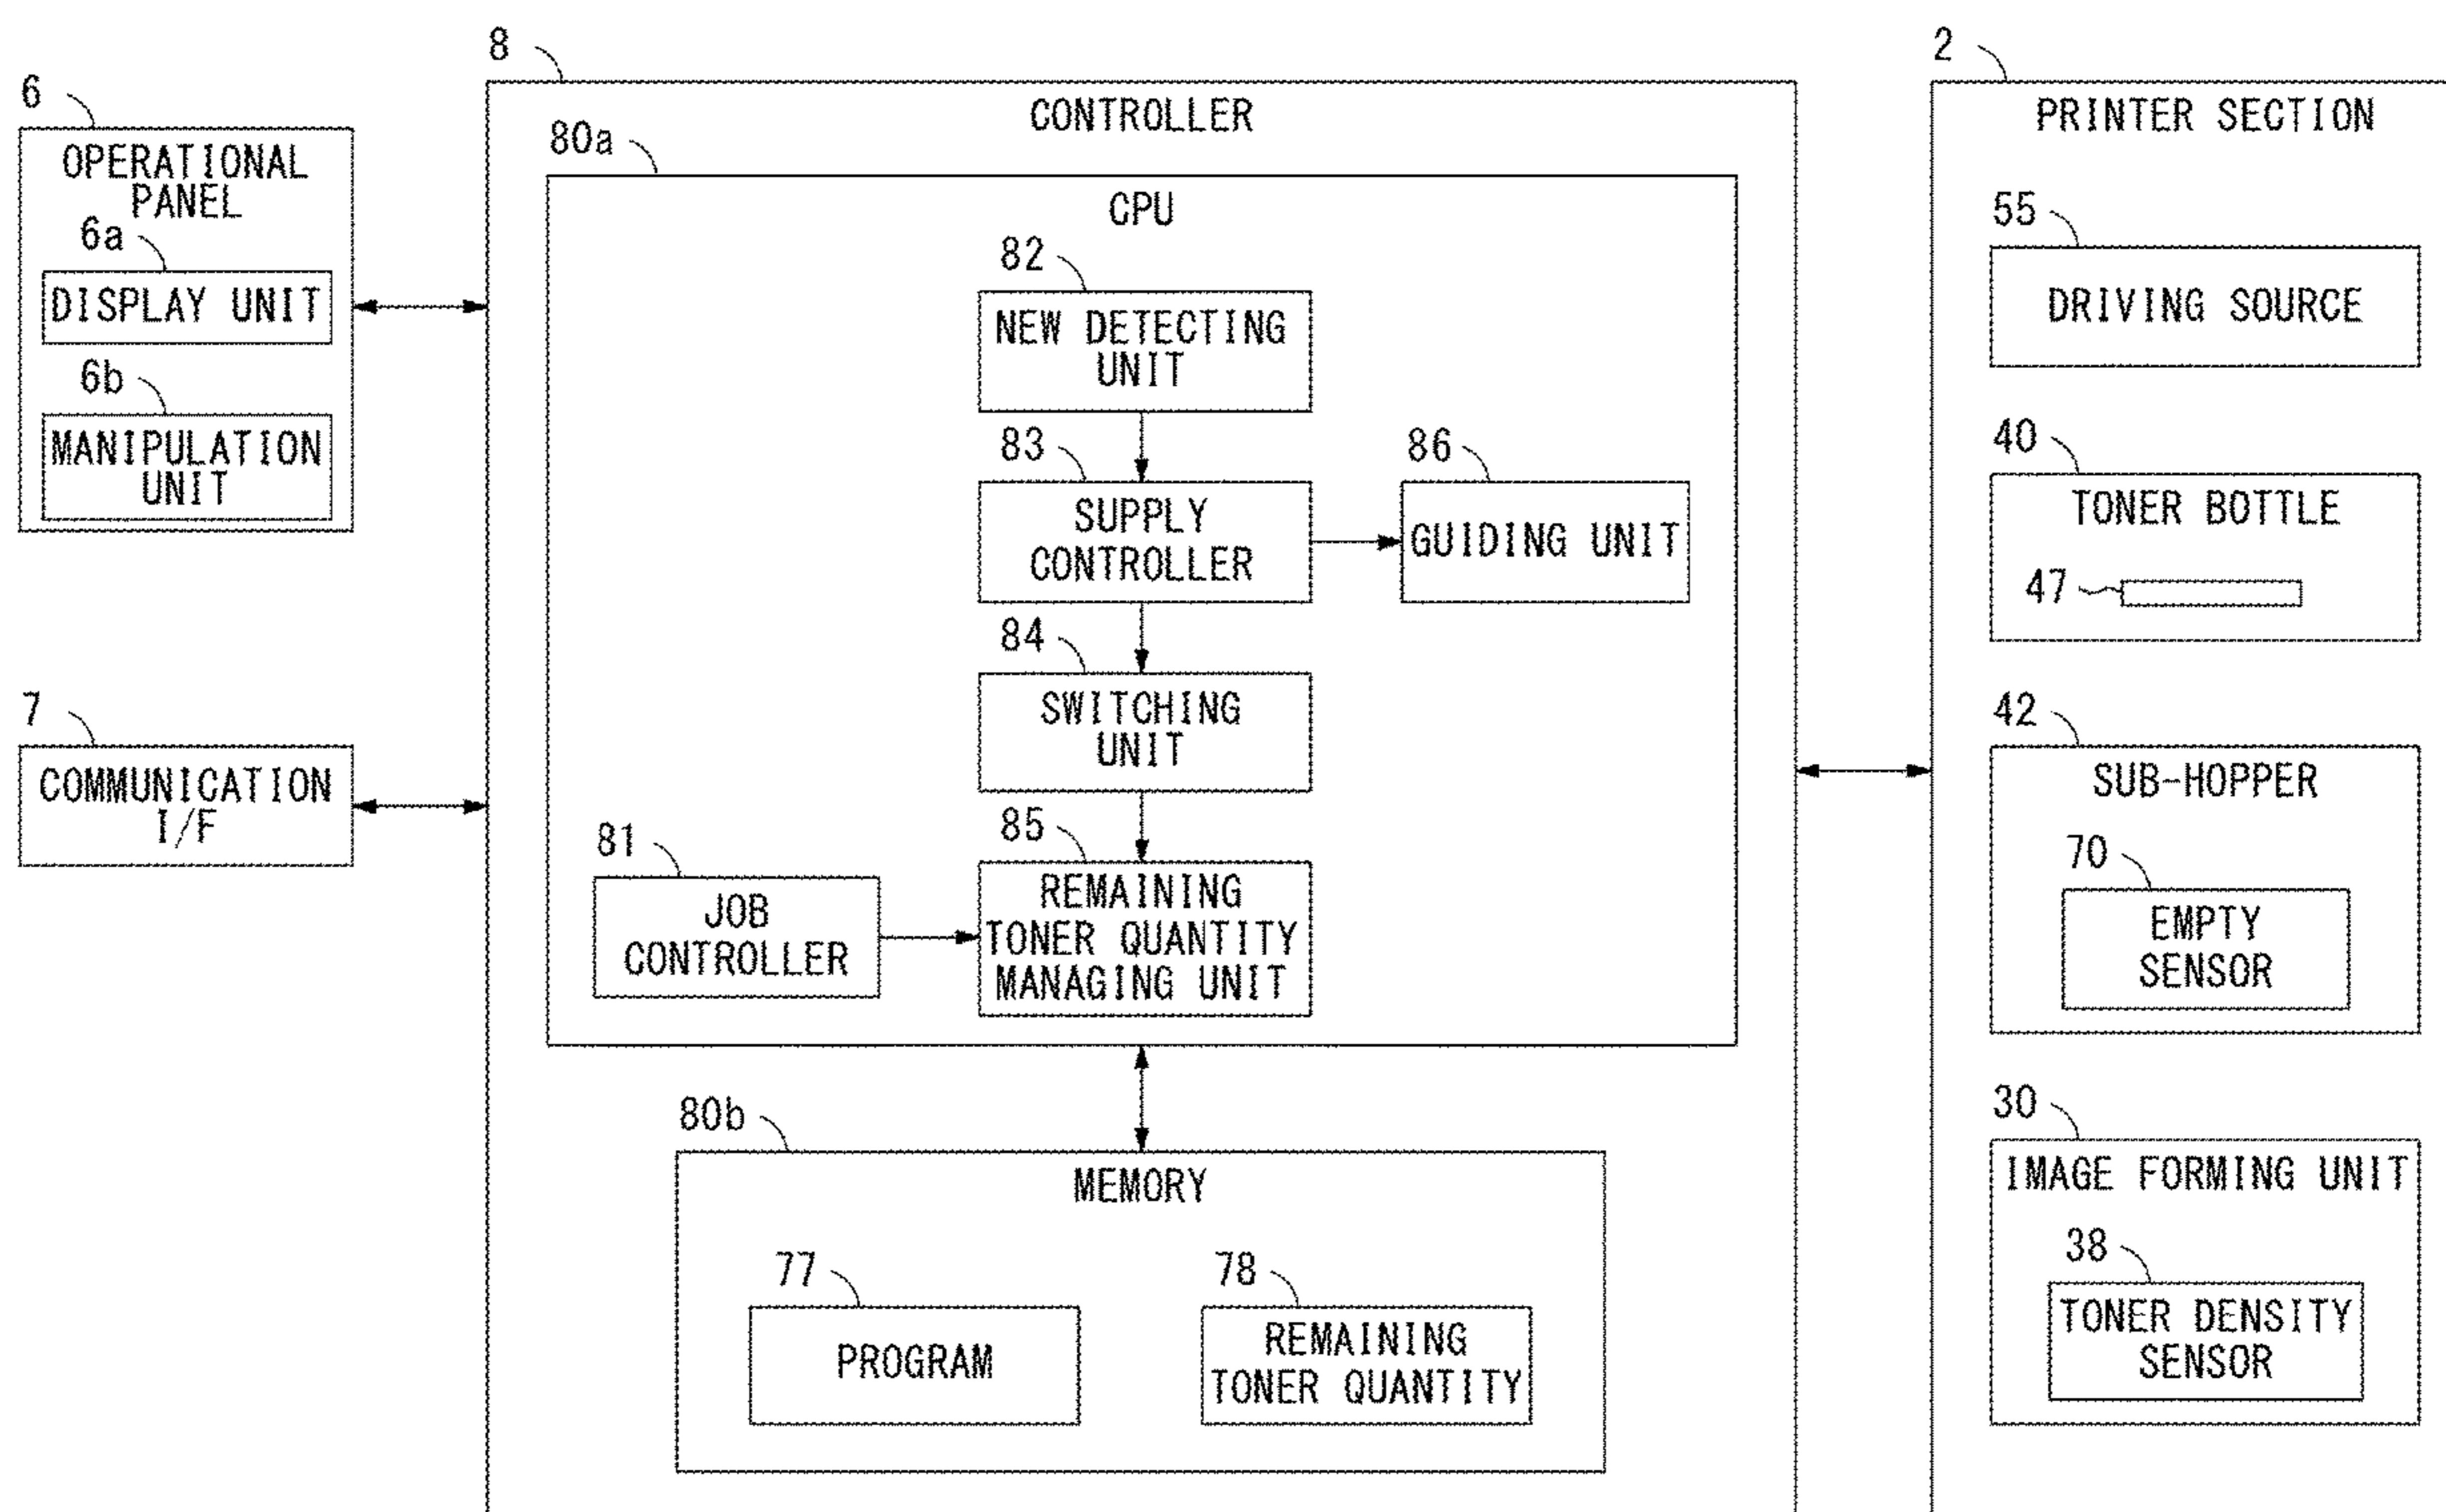 6
OPERATIONAL
PANEL
6a
DISPLAY UNIT
6b
MANIPULATION
UNIT
7
COMMUNICATION
I/F
8
CONTROLLER
80a
CPU
82
NEW DETECTING
UNIT
83
SUPPLY
CONTROLLER
86
GUIDING UNIT
84
SWITCHING
UNIT
81
JOB
CONTROLLER
85
REMAINING
TONER QUANTITY
MANAGING UNIT
80b
MEMORY
77
PROGRAM
78
REMAINING
TONER QUANTITY
2
PRINTER SECTION
55
DRIVING SOURCE
40
TONER BOTTLE
47
42
SUB-HOPPER
70
EMPTY
SENSOR
30
IMAGE FORMING UNIT
38
TONER DENSITY
SENSOR